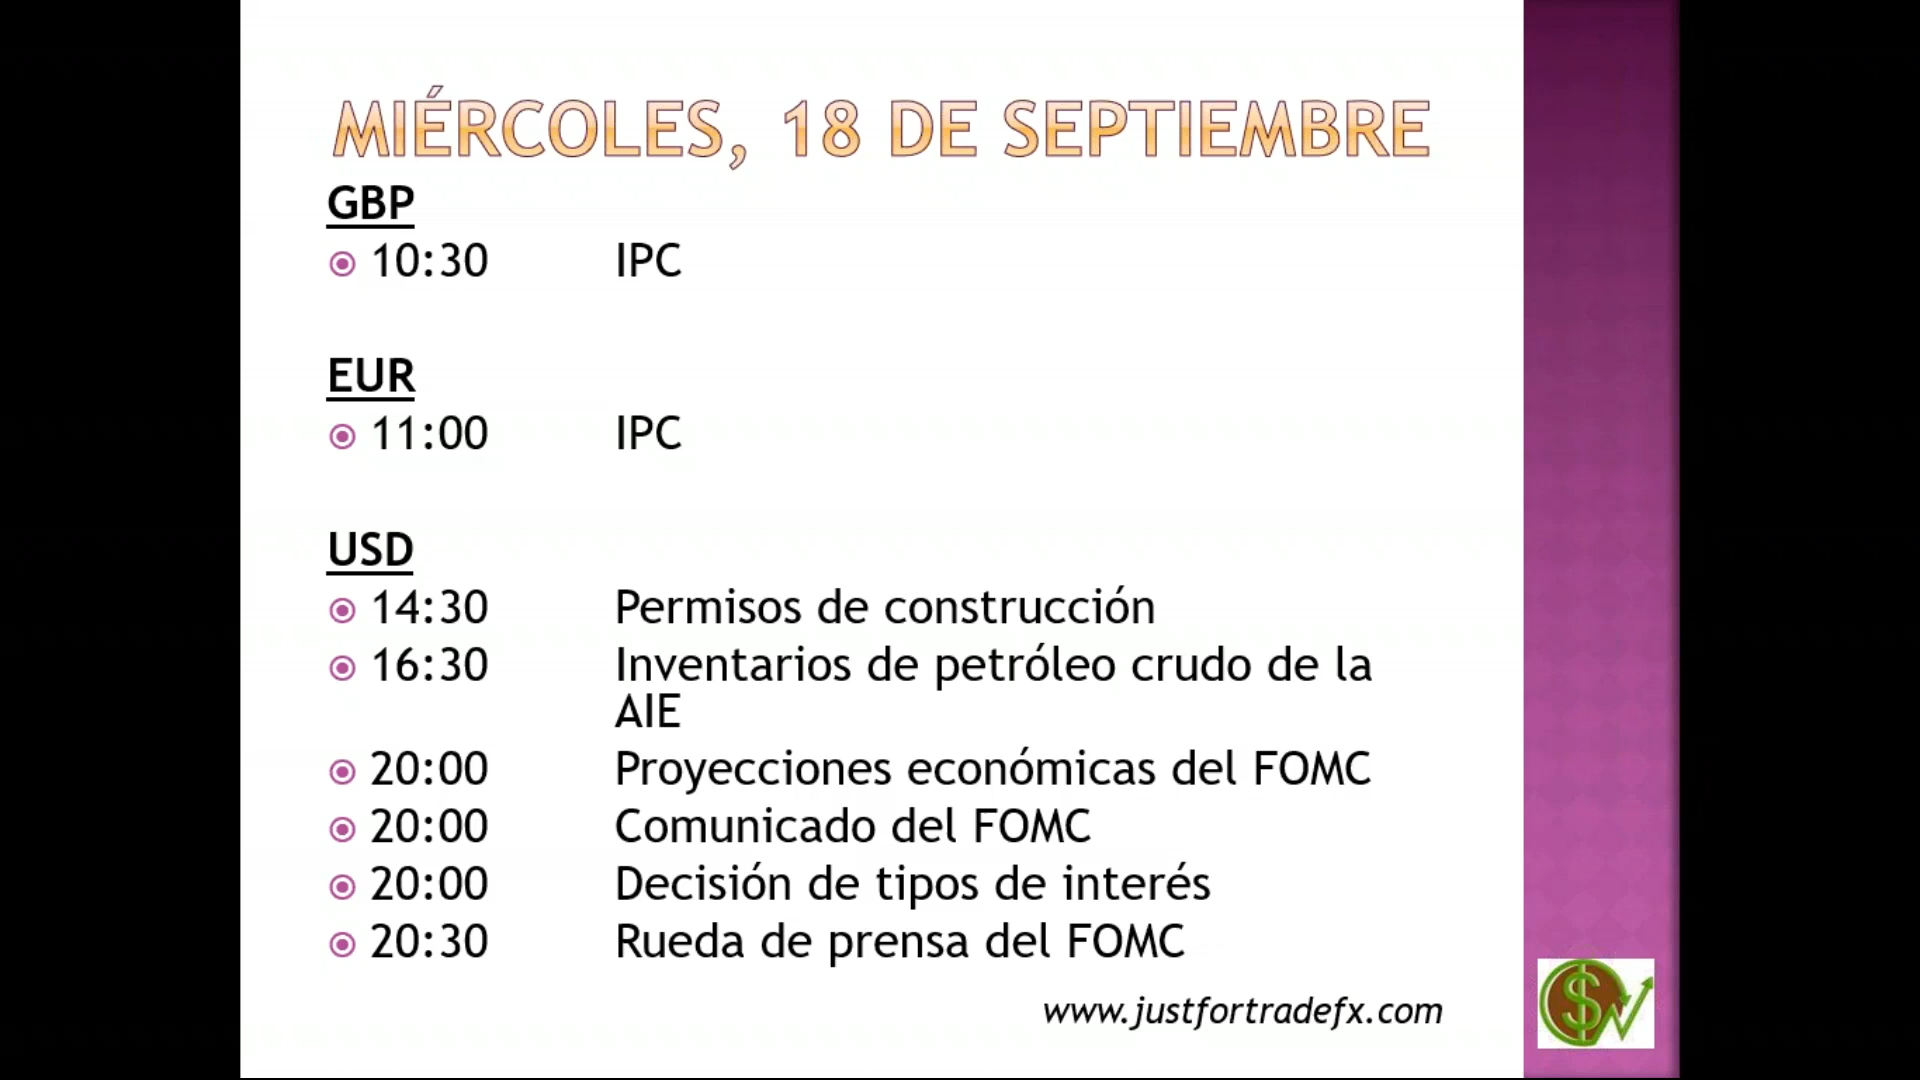 MIÉRCOLES, 18 DE SEPTIEMBRE
GBP
10:30 IPC
EUR
11:00 IPC
USD
14:30 Permisos de construcción
16:30 Inventarios de petróleo crudo de la
AIE
20:00 Proyecciones económicas del FOMC
20:00 Comunicado del FOMC
20:00 Decisión de tipos de interés
20:30 Rueda de prensa del FOMC
www.justfortradefx.com